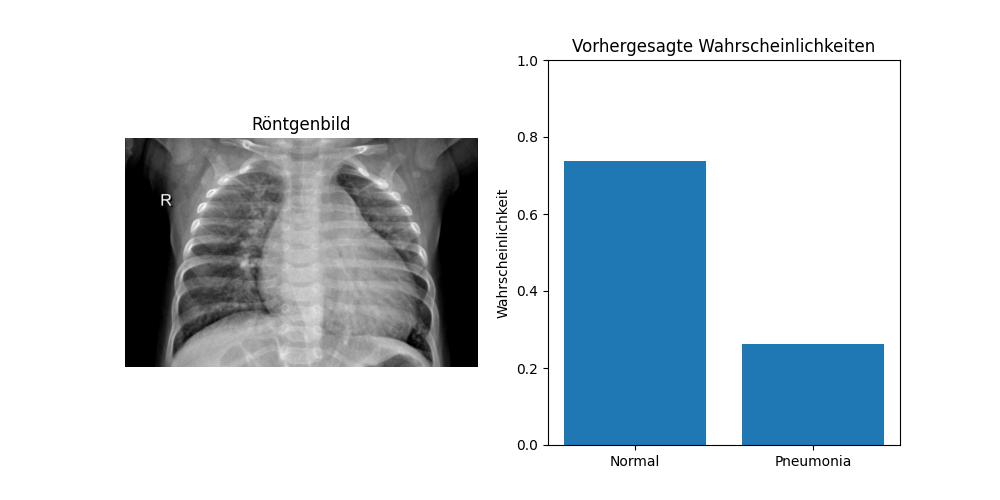 Röntgenbild
R
Vorhergesagte Wahrscheinlichkeiten
Wahrscheinlichkeit
1.0
0.8
0.6
0.4
0.2
0.0
Normal
Pneumonia